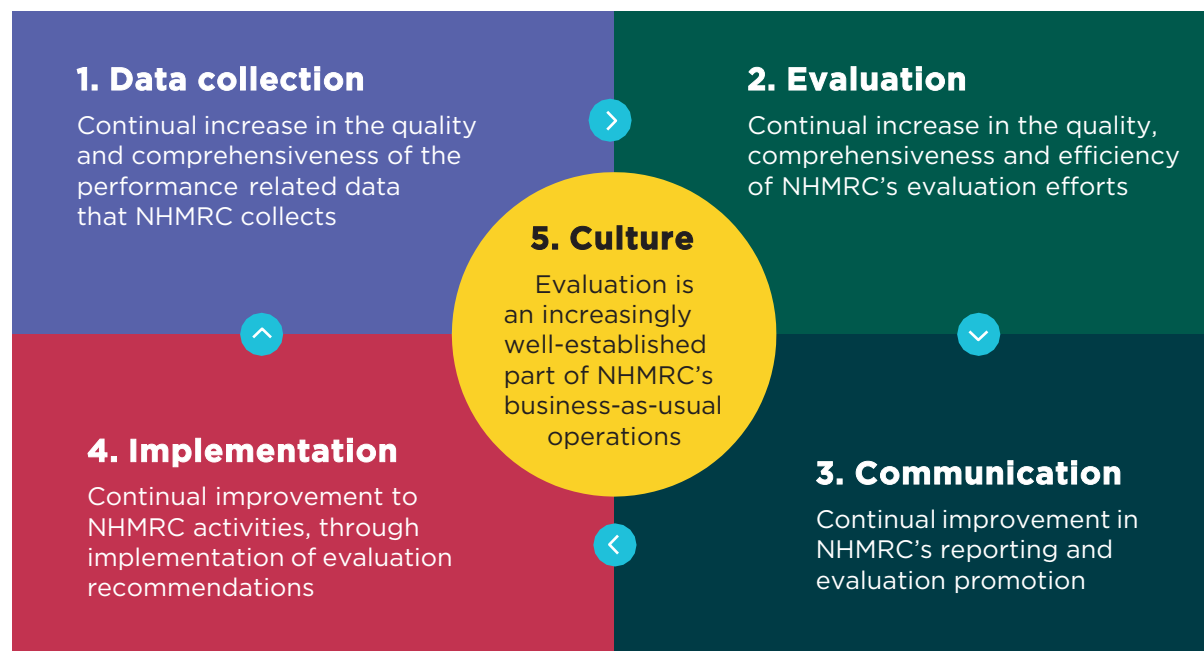 1. Data collection
Continual increase in the quality
and comprehensiveness of the
performance related data
that NHMRC collects
2. Evaluation
Continual increase in the quality,
comprehensiveness and efficiency
of NHMRC’s evaluation efforts
5. Culture
Evaluation is
an increasingly
well-established
part of NHMRC’s
business-as-usual
operations
4. Implementation
Continual improvement to
NHMRC activities, through
implementation of evaluation
recommendations
3. Communication
Continual improvement in
NHMRC’s reporting and
evaluation promotion